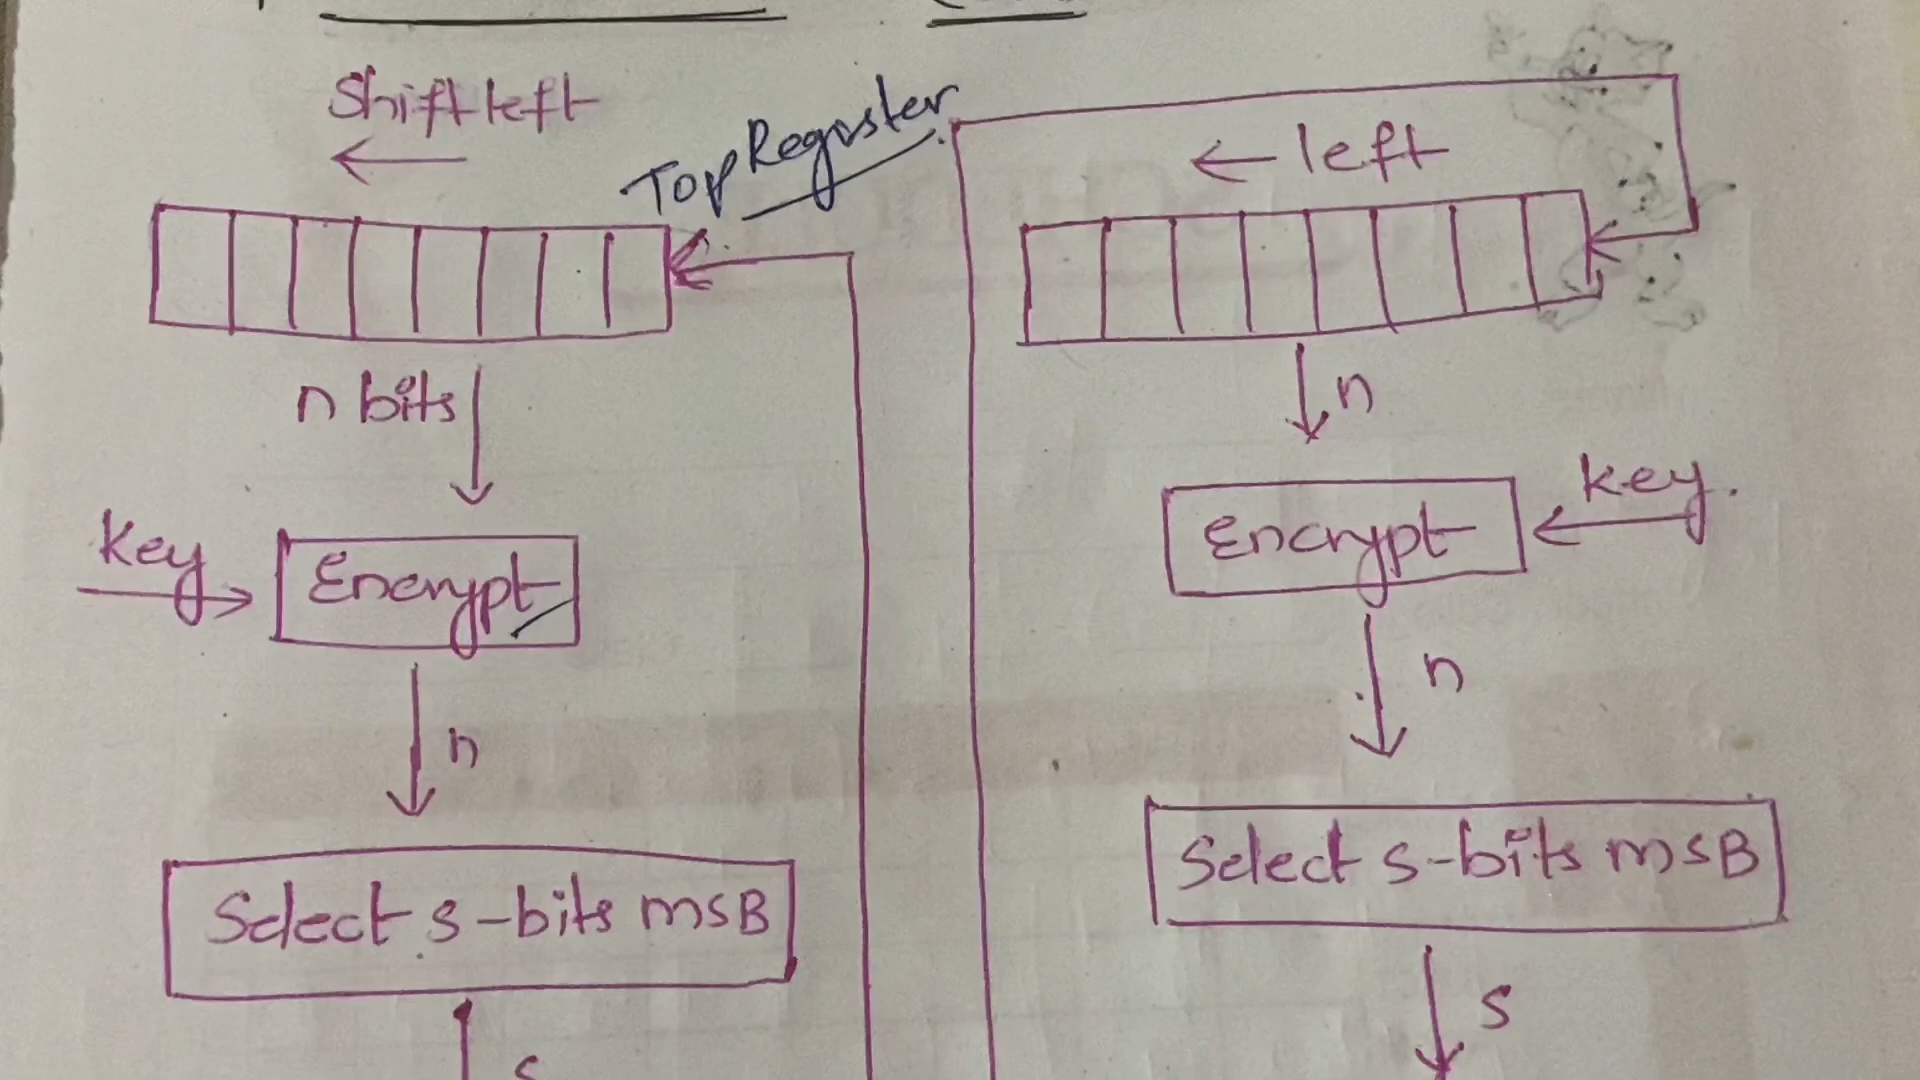 Shift left
←
Top Register
n bits
Key
Encrypt
n
Select s-bits msB
s
← left
n
key.
Encrypt
n
Select s-bits msB
s